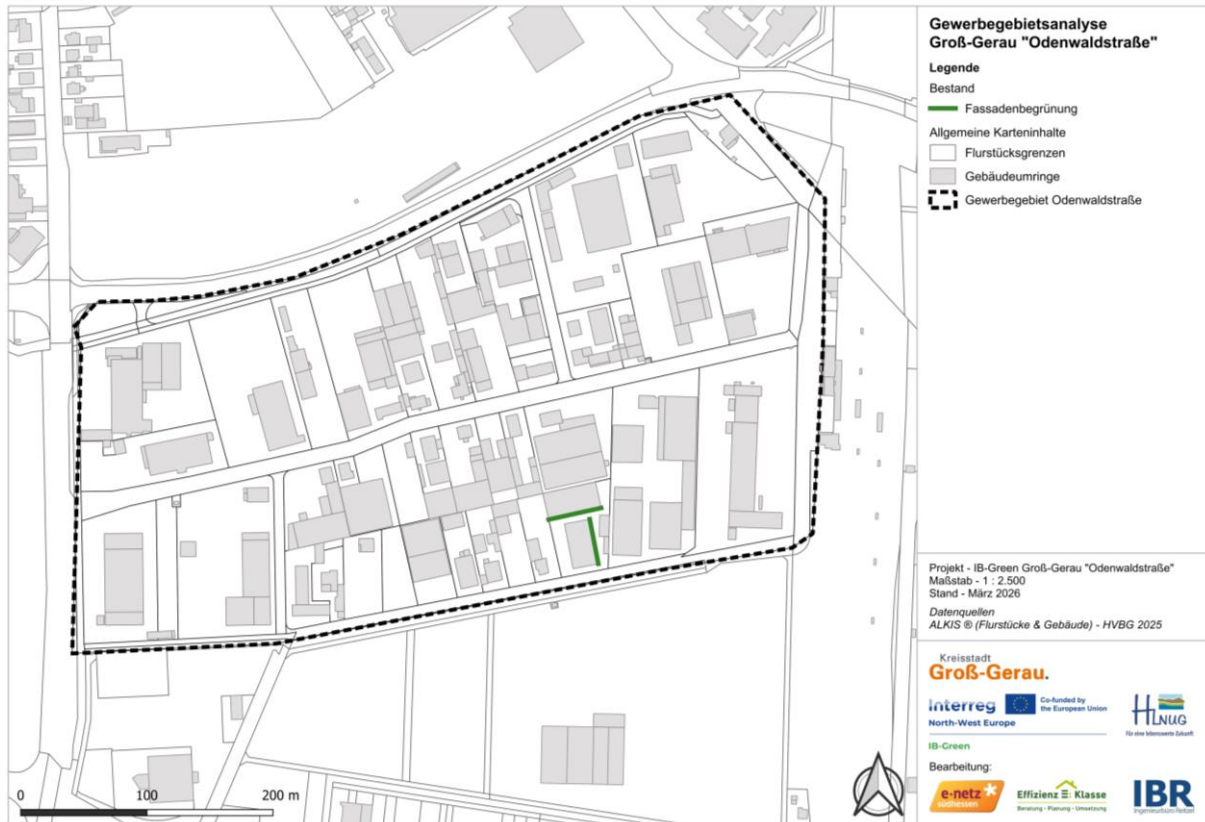 Gewerbegebietsanalyse
Groß-Gerau "Odenwaldstraße"
Legende
Bestand
Fassadenbegrünung
Allgemeine Karteninhalte
Flurstücksgrenzen
Gebäudeumringe
Gewerbegebiet Odenwaldstraße
Projekt - IB-Green Groß-Gerau "Odenwaldstraße"
Maßstab - 1 : 2.500
Stand - März 2026
Datenquellen
ALKIS ® (Flurstücke & Gebäude) - HVBG 2025
Kreisstadt
Groß-Gerau.
Interreg
Co-funded by
the European Union
North-West Europe
HLNUG
Für eine lebenswerte Zukunft
IB-Green
Bearbeitung:
e-netz
südhessen
Effizienz Klasse
Beratung - Planung - Umsetzung
IBR
Ingenieurbüro Reitzel
0 100 200 m